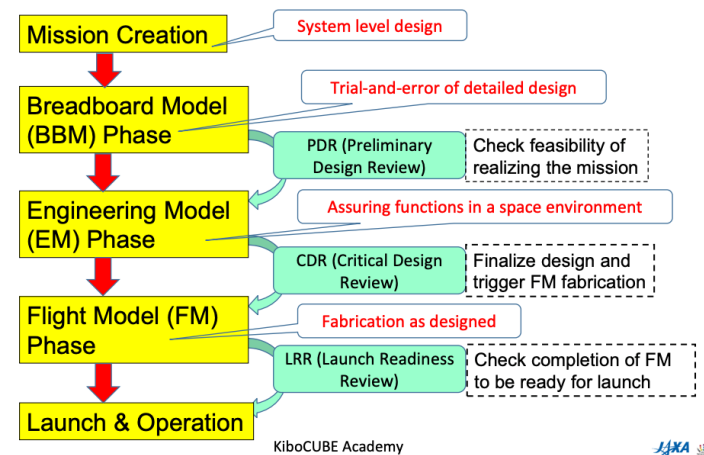 Mission Creation
System level design
Trial-and-error of detailed design
Breadboard Model
(BBM) Phase
PDR (Preliminary
Design Review)
Check feasibility of
realizing the mission
Assuring functions in a space environment
Engineering Model
(EM) Phase
CDR (Critical Design
Review)
Finalize design and
trigger FM fabrication
Flight Model (FM)
Phase
Fabrication as designed
LRR (Launch Readiness
Review)
Check completion of FM
to be ready for launch
Launch & Operation
KiboCUBE Academy
JAXA